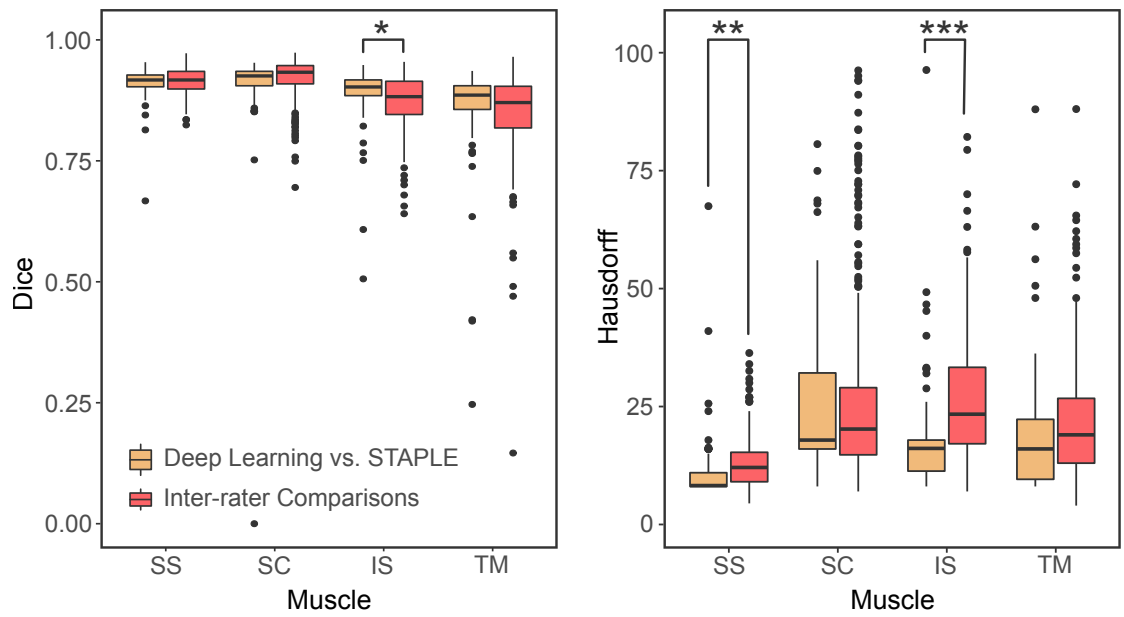 *
1.00
0.75
0.50
0.25
0.00
Dice
Deep Learning vs. STAPLE
Inter-rater Comparisons
SS SC IS TM
Muscle
** ***
100
75
50
25
0
Hausdorff
SS SC IS TM
Muscle